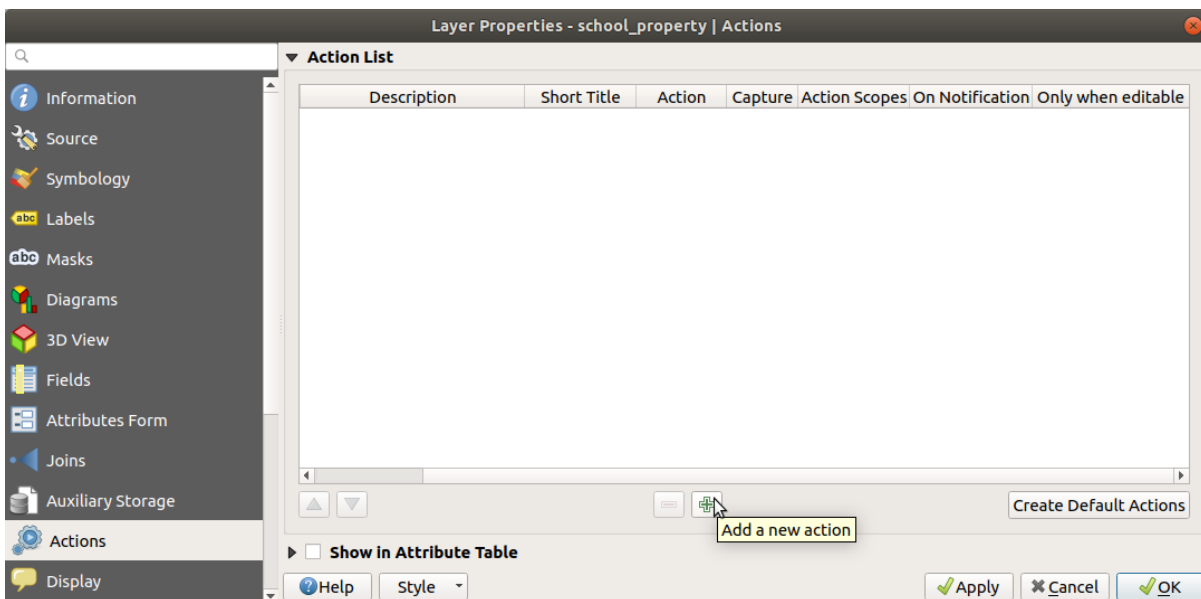 Layer Properties - school_property | Actions
Action List
Description Short Title Action Capture Action Scopes On Notification Only when editable
Information
Source
Symbology
abc Labels
abc Masks
Diagrams
3D View
Fields
Attributes Form
Joins
Auxiliary Storage
Actions
Display
Create Default Actions
Add a new action
Show in Attribute Table
Help Style Apply Cancel OK